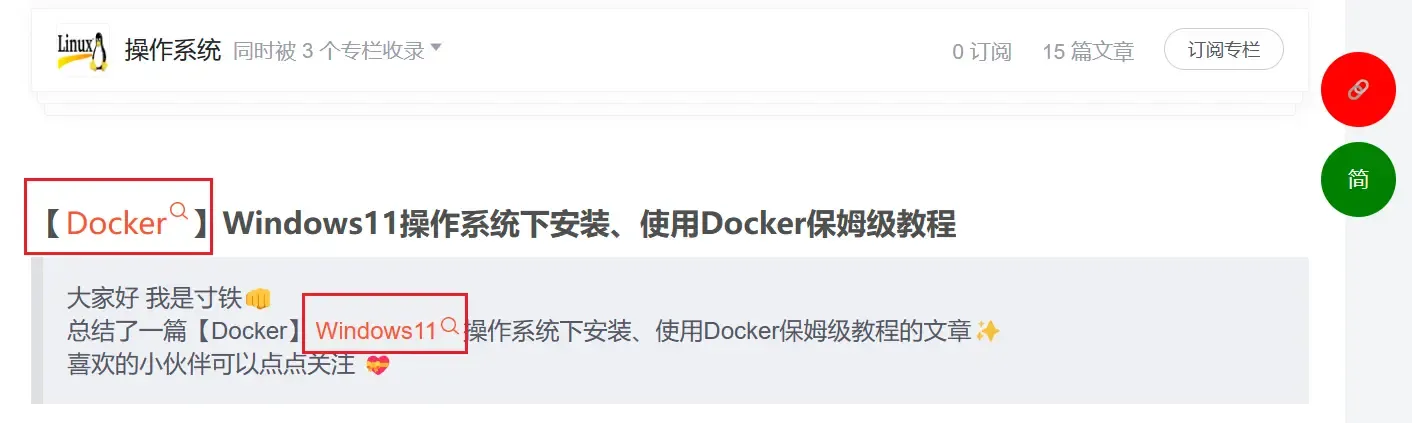 Linux 操作系统 同时被 3 个专栏收录 0 订阅 15 篇文章 订阅专栏
简
【Docker】Windows11操作系统下安装、使用Docker保姆级教程
大家好 我是寸铁👊
总结了一篇【Docker】Windows11操作系统下安装、使用Docker保姆级教程的文章✨
喜欢的小伙伴可以点点关注 💝